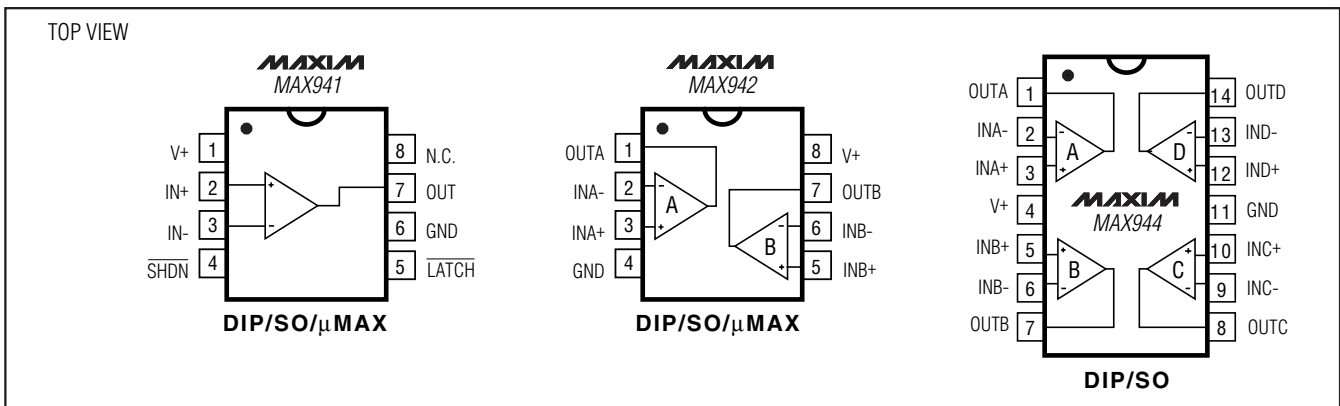 TOP VIEW
MAXIM
MAX941
V+ 1
IN+ 2
IN- 3
SHDN 4
8 N.C.
7 OUT
6 GND
5 LATCH
+
-
DIP/SO/µMAX
MAXIM
MAX942
OUTA 1
INA- 2
INA+ 3
GND 4
8 V+
7 OUTB
6 INB-
5 INB+
- A +
- B +
DIP/SO/µMAX
OUTA 1
INA- 2
INA+ 3
V+ 4
INB+ 5
INB- 6
OUTB 7
14 OUTD
13 IND-
12 IND+
11 GND
10 INC+
9 INC-
8 OUTC
- A +
- D +
MAXIM
MAX944
+ B -
+ C -
DIP/SO